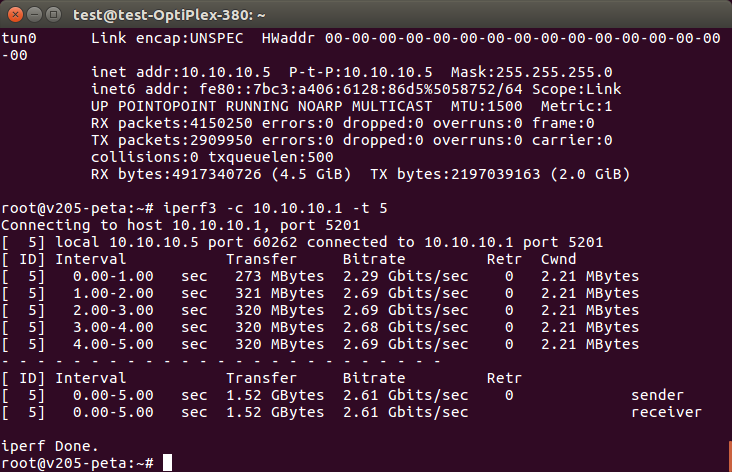 test@test-OptiPlex-380: ~
tun0      Link encap:UNSPEC  HWaddr 00-00-00-00-00-00-00-00-00-00-00-00-00-00-00
-00
          inet addr:10.10.10.5  P-t-P:10.10.10.5  Mask:255.255.255.0
          inet6 addr: fe80::7bc3:a406:6128:86d5%5058752/64 Scope:Link
          UP POINTOPOINT RUNNING NOARP MULTICAST  MTU:1500  Metric:1
          RX packets:4150250 errors:0 dropped:0 overruns:0 frame:0
          TX packets:2909950 errors:0 dropped:0 overruns:0 carrier:0
          collisions:0 txqueuelen:500
          RX bytes:4917340726 (4.5 GiB)  TX bytes:2197039163 (2.0 GiB)
root@v205-peta:~# iperf3 -c 10.10.10.1 -t 5
Connecting to host 10.10.10.1, port 5201
[  5] local 10.10.10.5 port 60262 connected to 10.10.10.1 port 5201
[ ID] Interval           Transfer     Bitrate         Retr  Cwnd
[  5]   0.00-1.00   sec   273 MBytes  2.29 Gbits/sec    0   2.21 MBytes
[  5]   1.00-2.00   sec   321 MBytes  2.69 Gbits/sec    0   2.21 MBytes
[  5]   2.00-3.00   sec   320 MBytes  2.69 Gbits/sec    0   2.21 MBytes
[  5]   3.00-4.00   sec   320 MBytes  2.68 Gbits/sec    0   2.21 MBytes
[  5]   4.00-5.00   sec   320 MBytes  2.69 Gbits/sec    0   2.21 MBytes
- - - - - - - - - - - - - - - - - - - - - - - - -
[ ID] Interval           Transfer     Bitrate         Retr
[  5]   0.00-5.00   sec  1.52 GBytes  2.61 Gbits/sec    0             sender
[  5]   0.00-5.00   sec  1.52 GBytes  2.61 Gbits/sec                  receiver
iperf Done.
root@v205-peta:~#